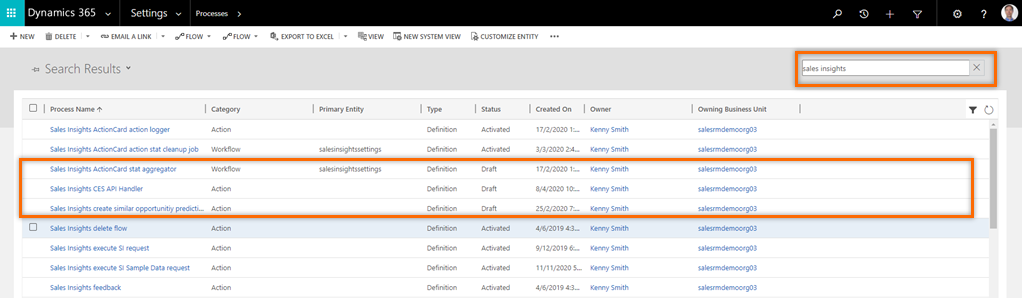 Dynamics 365 Settings Processes
NEW DELETE EMAIL A LINK FLOW FLOW EXPORT TO EXCEL VIEW NEW SYSTEM VIEW CUSTOMIZE ENTITY ...
Search Results
sales insights
Process Name Category Primary Entity Type Status Created On Owner Owning Business Unit
Sales Insights ActionCard action logger Action Definition Activated 17/2/2020 1:... Kenny Smith salesrmdemoorg03
Sales Insights ActionCard action stat cleanup job Workflow salesinsightssettings Definition Activated 3/3/2020 2:4... Kenny Smith salesrmdemoorg03
Sales Insights ActionCard stat aggregator Workflow salesinsightssettings Definition Draft 17/2/2020 1:... Kenny Smith salesrmdemoorg03
Sales Insights CES API Handler Action Definition Draft 8/4/2020 10:... Kenny Smith salesrmdemoorg03
Sales Insights create similar opportunitiy predicti... Action Definition Draft 25/2/2020 7:... Kenny Smith salesrmdemoorg03
Sales Insights delete flow Action Definition Activated 4/6/2019 4:3... Kenny Smith salesrmdemoorg03
Sales Insights execute SI request Action Definition Activated 9/12/2019 6:... Kenny Smith salesrmdemoorg03
Sales Insights execute SI Sample Data request Action Definition Activated 11/11/2020 5... Kenny Smith salesrmdemoorg03
Sales Insights feedback Action Definition Activated 4/6/2019 4:3... Kenny Smith salesrmdemoorg03